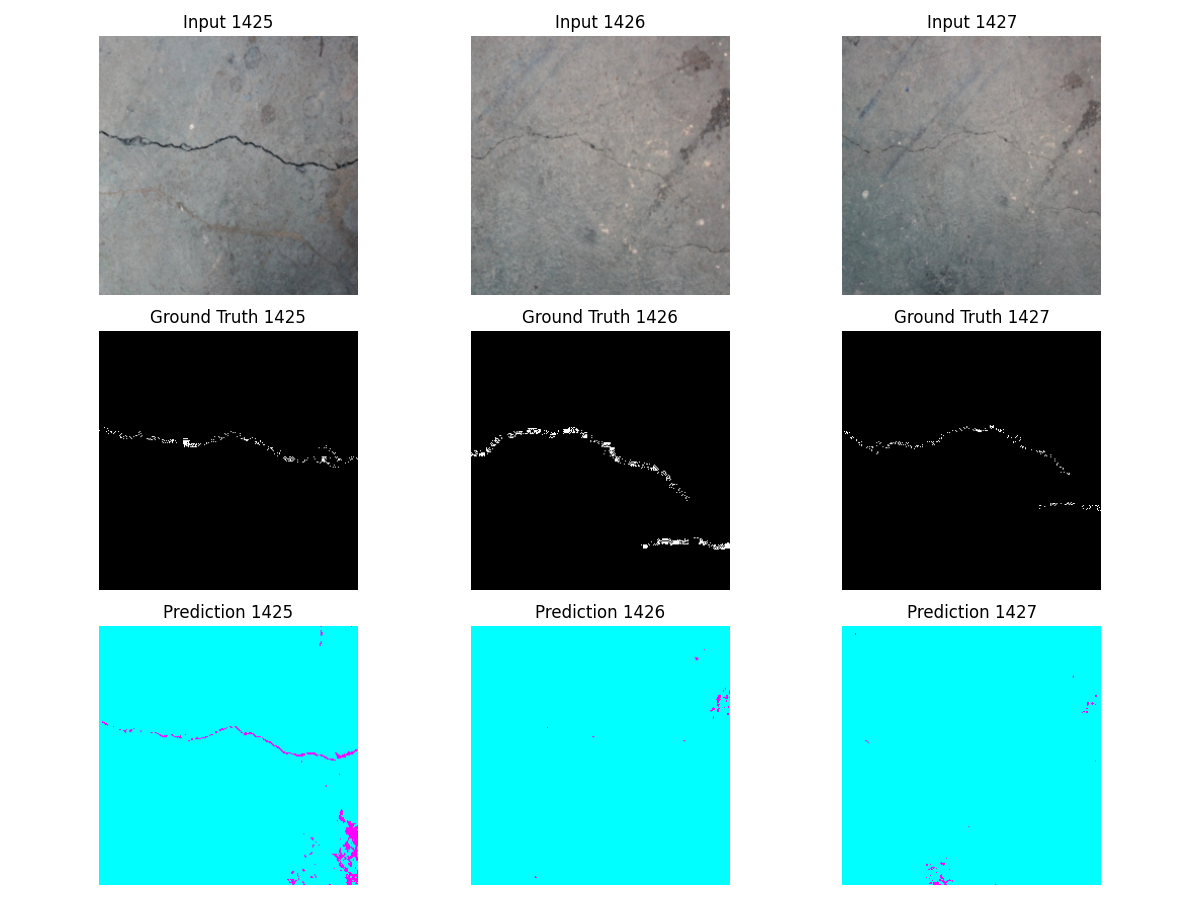 Input 1425
Input 1426
Input 1427
Ground Truth 1425
Ground Truth 1426
Ground Truth 1427
Prediction 1425
Prediction 1426
Prediction 1427